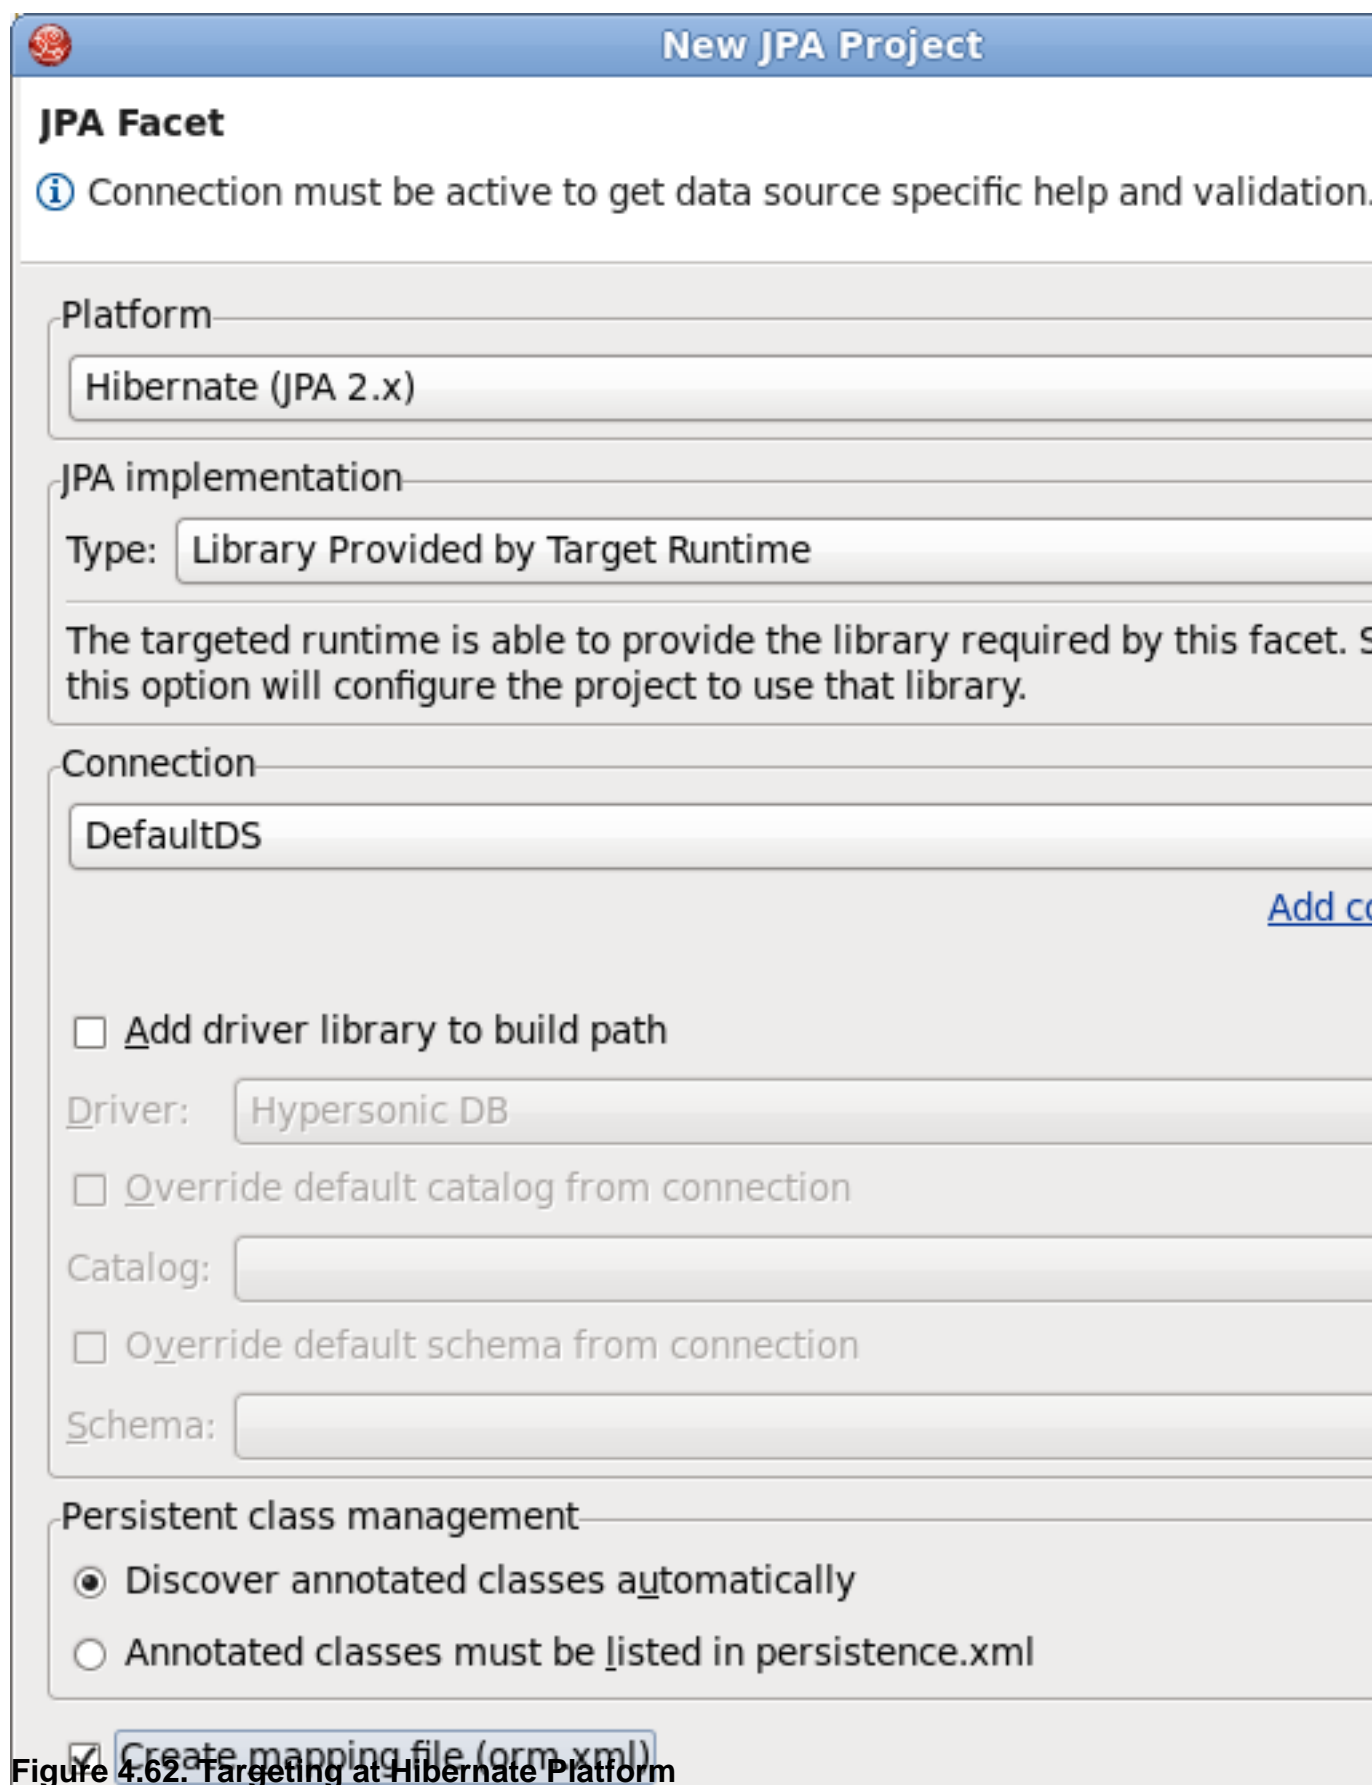 New JPA Project
JPA Facet
Connection must be active to get data source specific help and validation.
Platform
Hibernate (JPA 2.x)
JPA implementation
Type: Library Provided by Target Runtime
The targeted runtime is able to provide the library required by this facet. S
this option will configure the project to use that library.
Connection
DefaultDS
Add co
Add driver library to build path
Driver: Hypersonic DB
Override default catalog from connection
Catalog:
Override default schema from connection
Schema:
Persistent class management
Discover annotated classes automatically
Annotated classes must be listed in persistence.xml
Create mapping file (orm.xml)
Figure 4.62. Targeting at Hibernate Platform